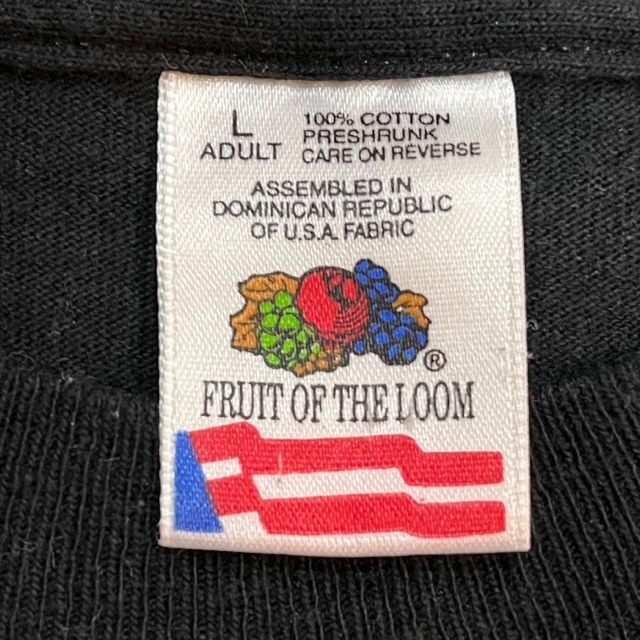 L
ADULT
100% COTTON
PRESHRUNK
CARE ON REVERSE
ASSEMBLED IN
DOMINICAN REPUBLIC
OF U.S.A. FABRIC
®
FRUIT OF THE LOOM